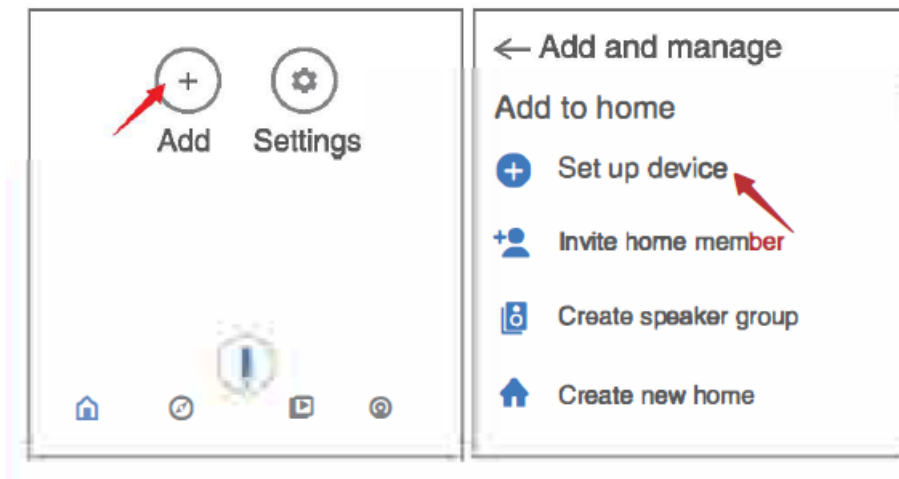 Add Settings
Add and manage
Add to home
Set up device
Invite home member
Create speaker group
Create new home